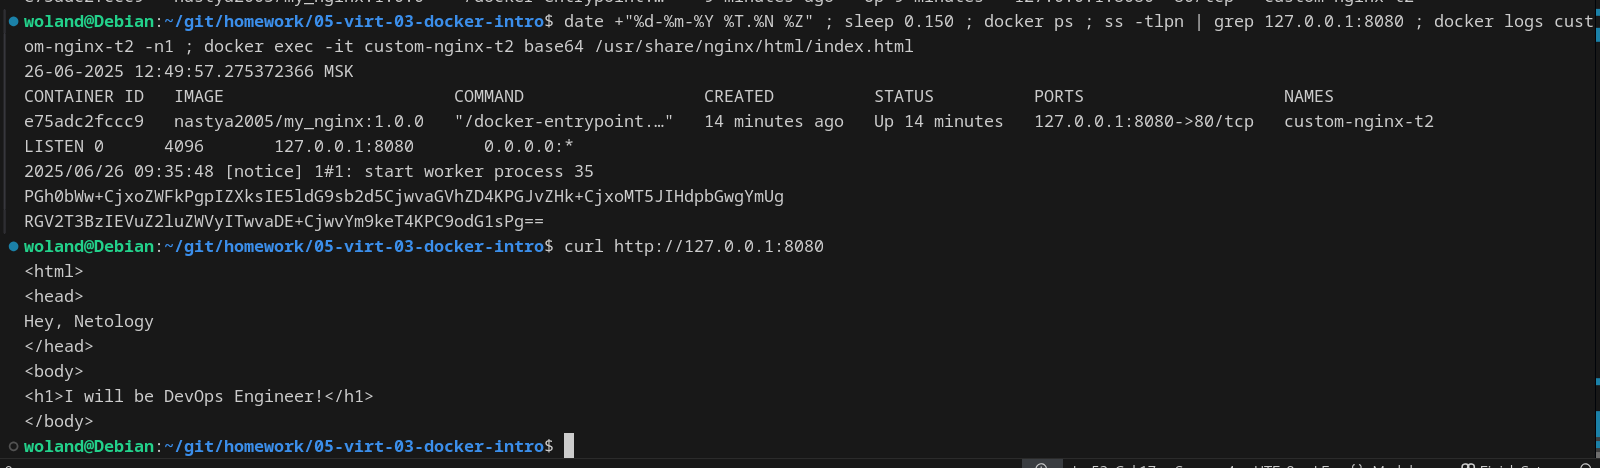 woland@Debian:~/git/homework/05-virt-03-docker-intro$ date +"%d-%m-%Y %T.%N %Z" ; sleep 0.150 ; docker ps ; ss -tlpn | grep 127.0.0.1:8080 ; docker logs cust
om-nginx-t2 -n1 ; docker exec -it custom-nginx-t2 base64 /usr/share/nginx/html/index.html
26-06-2025 12:49:57.275372366 MSK
CONTAINER ID   IMAGE                       COMMAND                  CREATED          STATUS          PORTS                    NAMES
e75adc2fccc9   nastya2005/my_nginx:1.0.0   "/docker-entrypoint.…"   14 minutes ago   Up 14 minutes   127.0.0.1:8080->80/tcp   custom-nginx-t2
LISTEN 0      4096       127.0.0.1:8080       0.0.0.0:*
2025/06/26 09:35:48 [notice] 1#1: start worker process 35
PGh0bWw+CjxoZWFkPgpIZXksIE5ldG9sb2d5CjwvaGVhZD4KPGJvZHk+CjxoMT5JIHdpbGwgYmUg
RGV2T3BzIEVuZ2luZWVyITwvaDE+CjwvYm9keT4KPC9odG1sPg==
woland@Debian:~/git/homework/05-virt-03-docker-intro$ curl http://127.0.0.1:8080
<html>
<head>
Hey, Netology
</head>
<body>
<h1>I will be DevOps Engineer!</h1>
</body>
woland@Debian:~/git/homework/05-virt-03-docker-intro$